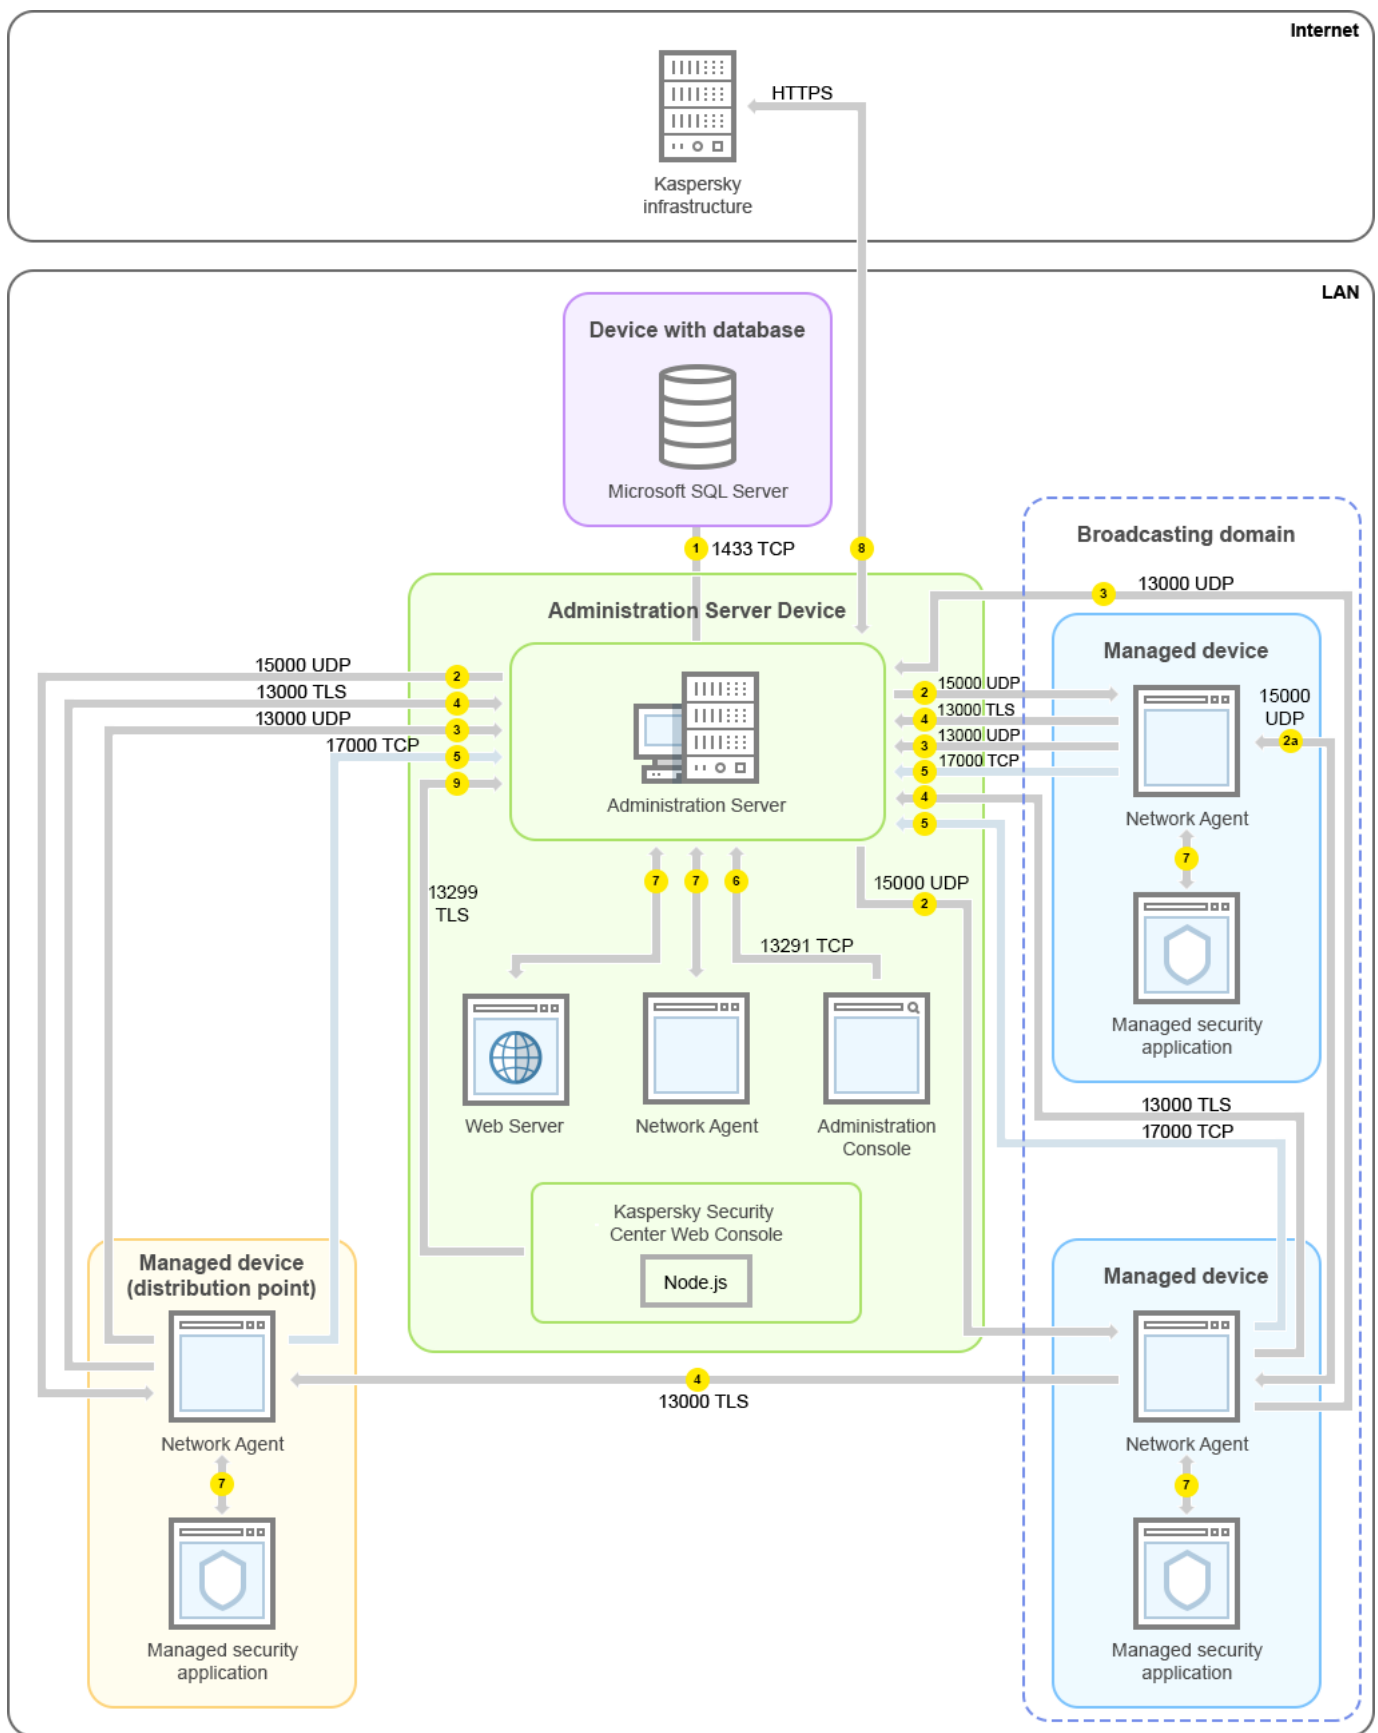 Internet
HTTPS
Kaspersky
infrastructure
LAN
Device with database
Microsoft SQL Server
1
1433 TCP
8
Broadcasting domain
13000 UDP
3
Administration Server Device
Managed device
15000 UDP
2
13000 TLS
4
13000 UDP
3
17000 TCP
5
9
Administration Server
15000 UDP
2
13000 TLS
4
13000 UDP
3
17000 TCP
5
4
5
15000
UDP
2a
Network Agent
7
Managed security
application
13299
TLS
7
7
6
15000 UDP
2
13291 TCP
Web Server
Network Agent
Administration
Console
13000 TLS
17000 TCP
Kaspersky Security
Center Web Console
Node.js
Managed device
(distribution point)
Network Agent
7
Managed security
application
4
13000 TLS
Managed device
Network Agent
7
Managed security
application